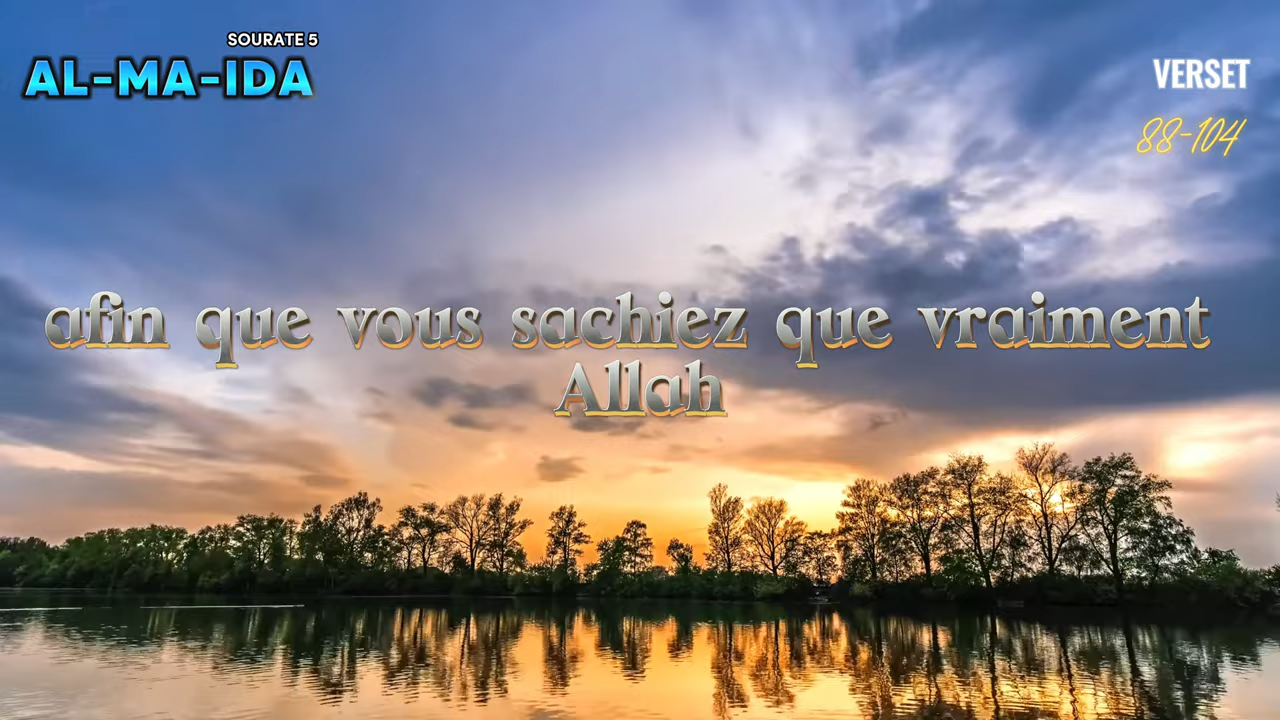 SOURATE 5
AL-MA-IDA
VERSET
88-104
afin que vous sachiez que vraiment
Allah